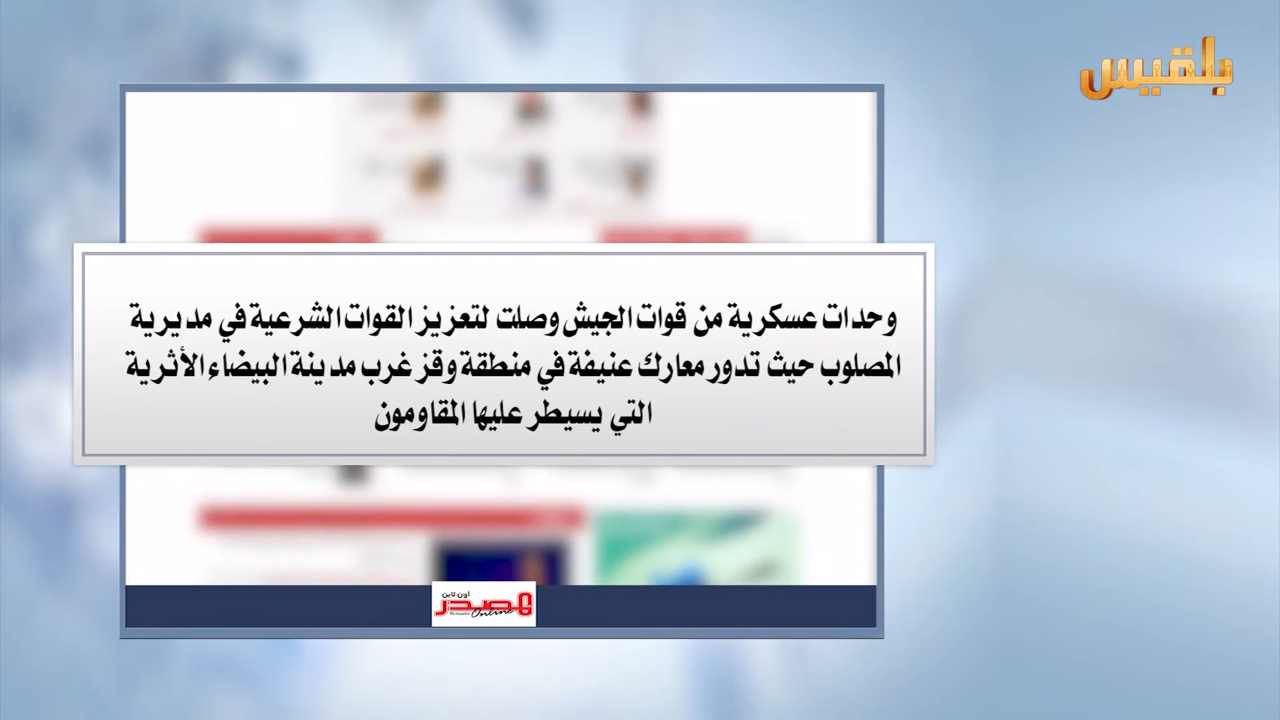 بلقيس
وحدات عسكرية من قوات الجيش وصلت لتعزيز القوات الشرعية في مديرية
المصلوب حيث تدور معارك عنيفة في منطقة وقز غرب مدينة البيضاء الأثرية
التي يسيطر عليها المقاومون
أون لاين
المصدر
Online